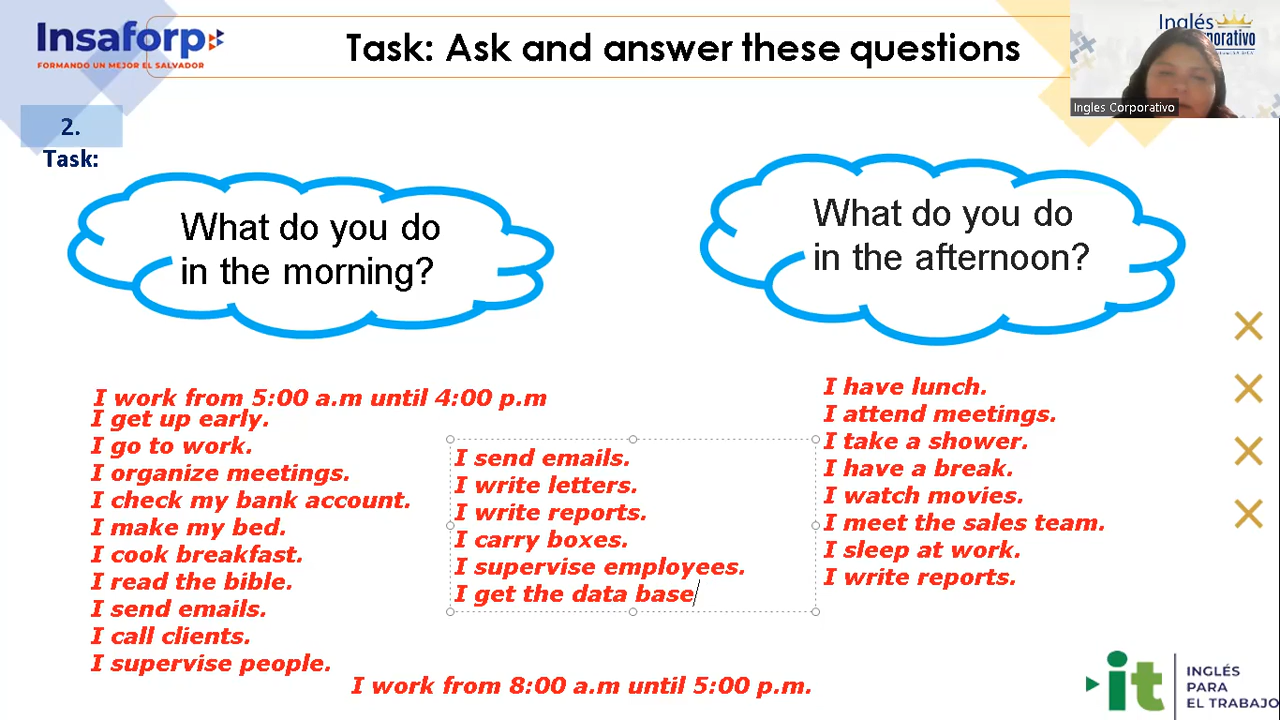 Insaforp
FORMANDO UN MEJOR EL SALVADOR
Task: Ask and answer these questions
Inglés
Ingles Corporativo
2.
Task:
What do you do
in the morning?
What do you do
in the afternoon?
I work from 5:00 a.m until 4:00 p.m
I get up early.
I go to work.
I organize meetings.
I check my bank account.
I make my bed.
I cook breakfast.
I read the bible.
I send emails.
I call clients.
I supervise people.
I send emails.
I write letters.
I write reports.
I carry boxes.
I supervise employees.
I get the data base
I have lunch.
I attend meetings.
I take a shower.
I have a break.
I watch movies.
I meet the sales team.
I sleep at work.
I write reports.
I work from 8:00 a.m until 5:00 p.m.
it
INGLÉS
PARA
EL TRABAJO